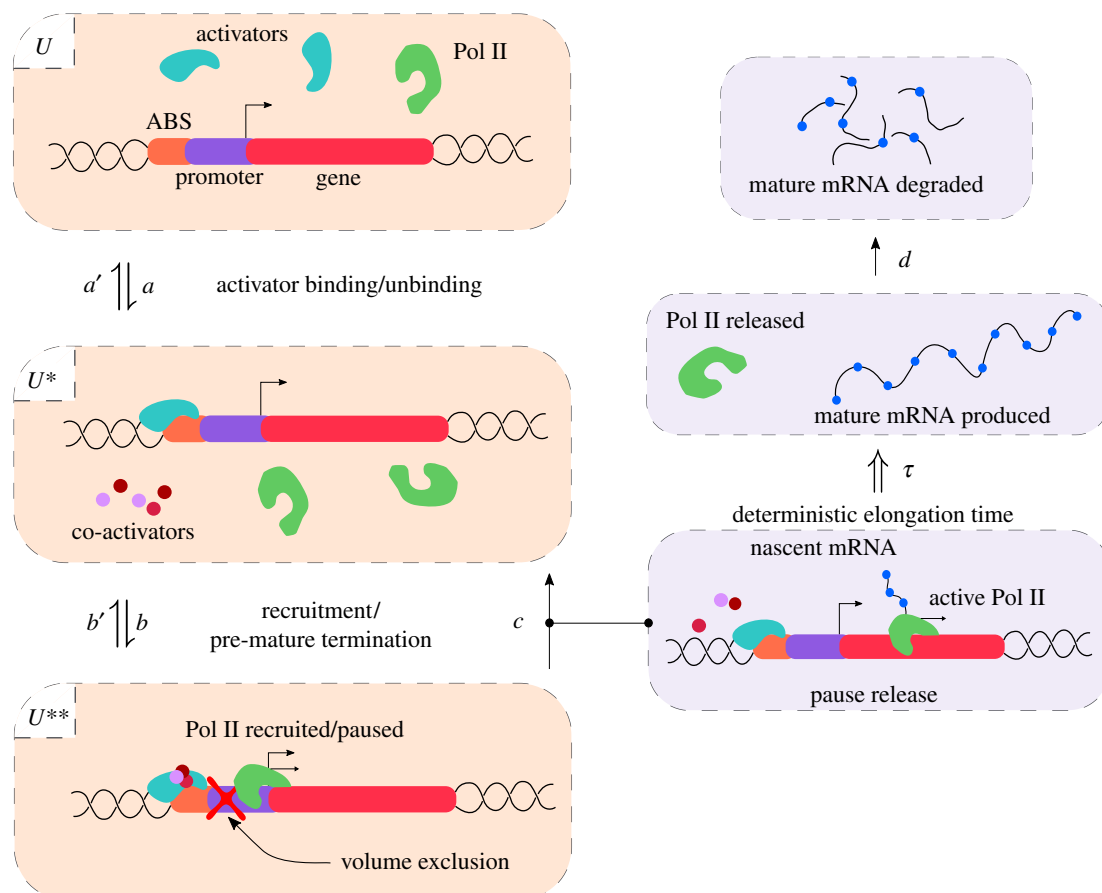 U
activators
Pol II
ABS
promoter
gene
a′
a
activator binding/unbinding
U*
co-activators
b′
b
recruitment/
pre-mature termination
c
U**
Pol II recruited/paused
volume exclusion
mature mRNA degraded
d
Pol II released
mature mRNA produced
τ
deterministic elongation time
nascent mRNA
active Pol II
pause release